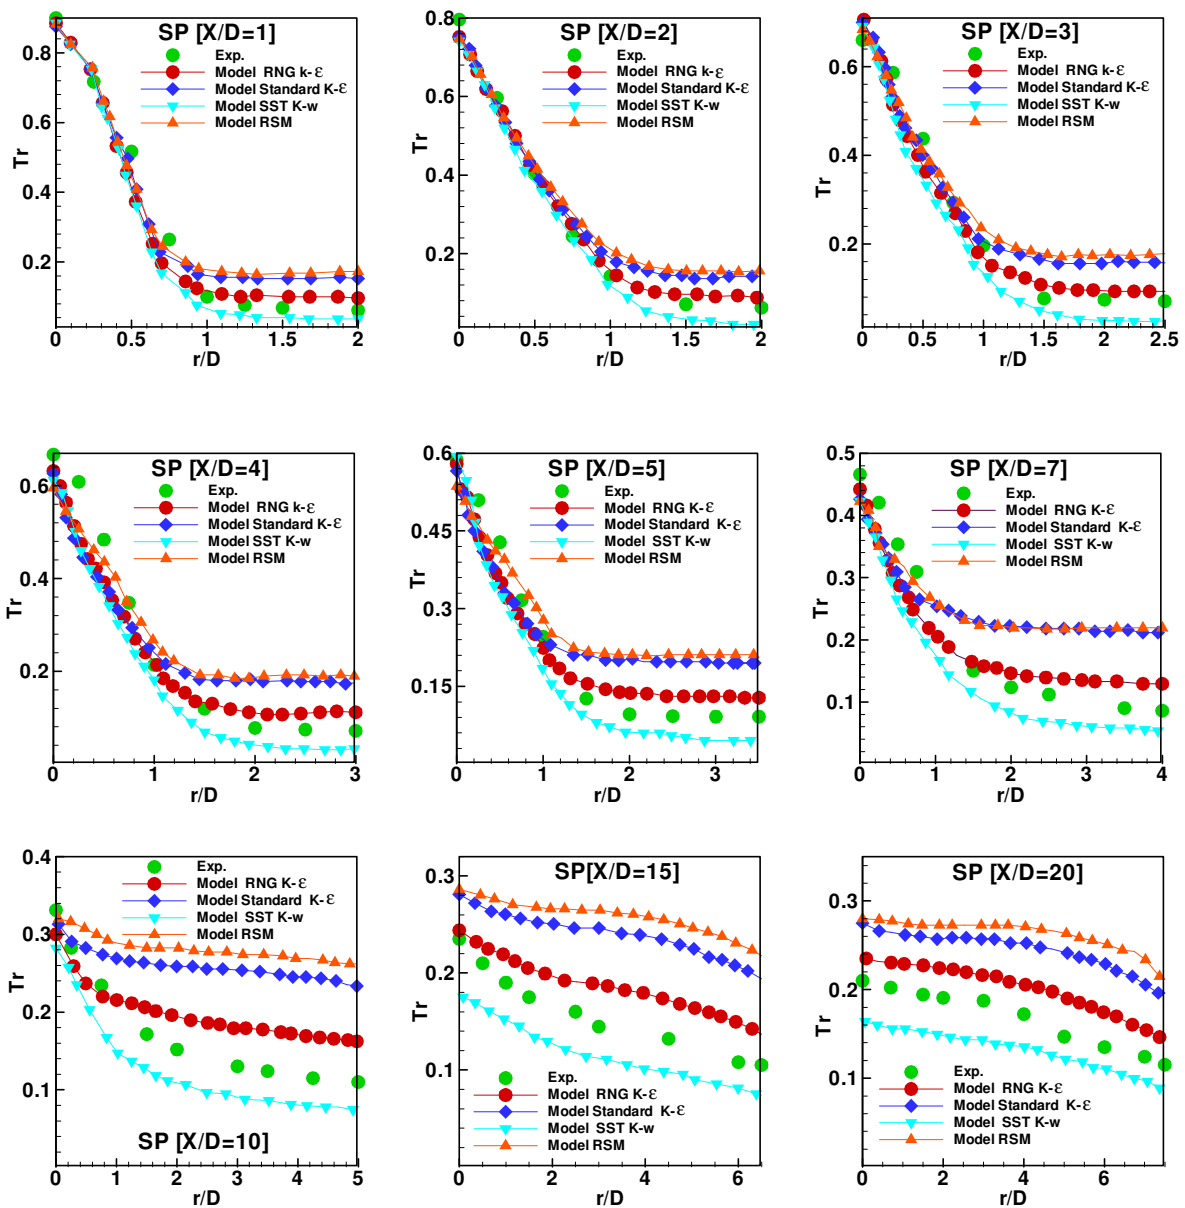 SP [X/D=1]
Exp.
Model RNG k-ε
Model Standard K-ε
Model SST K-w
Model RSM
Tr
0.8
0.6
0.4
0.2
0 0.5 1 1.5 2
r/D
SP [X/D=2]
Exp.
Model RNG k-ε
Model Standard K-ε
Model SST K-w
Model RSM
Tr
0.8
0.6
0.4
0.2
0 0.5 1 1.5 2
r/D
SP [X/D=3]
Exp.
Model RNG k-ε
Model Standard K-ε
Model SST K-w
Model RSM
Tr
0.6
0.4
0.2
0 0.5 1 1.5 2 2.5
r/D
SP [X/D=4]
Exp.
Model RNG k-ε
Model Standard K-ε
Model SST K-w
Model RSM
Tr
0.6
0.4
0.2
0 1 2 3
r/D
SP [X/D=5]
Exp.
Model RNG K-ε
Model Standard K-ε
Model SST K-w
Model RSM
Tr
0.6
0.45
0.3
0.15
0 1 2 3
r/D
SP [X/D=7]
Exp.
Model RNG K-ε
Model Standard K-ε
Model SST K-w
Model RSM
Tr
0.5
0.4
0.3
0.2
0.1
0
0 1 2 3 4
r/D
Exp.
Model RNG K-ε
Model Standard K-ε
Model SST K-w
Model RSM
SP [X/D=10]
Tr
0.4
0.3
0.2
0.1
0 1 2 3 4 5
r/D
SP[X/D=15]
Exp.
Model RNG K-ε
Model Standard K-ε
Model SST K-w
Model RSM
Tr
0.3
0.2
0.1
0 2 4 6
r/D
SP [X/D=20]
Exp.
Model RNG K-ε
Model Standard K-ε
Model SST K-w
Model RSM
Tr
0.3
0.2
0.1
0 2 4 6
r/D